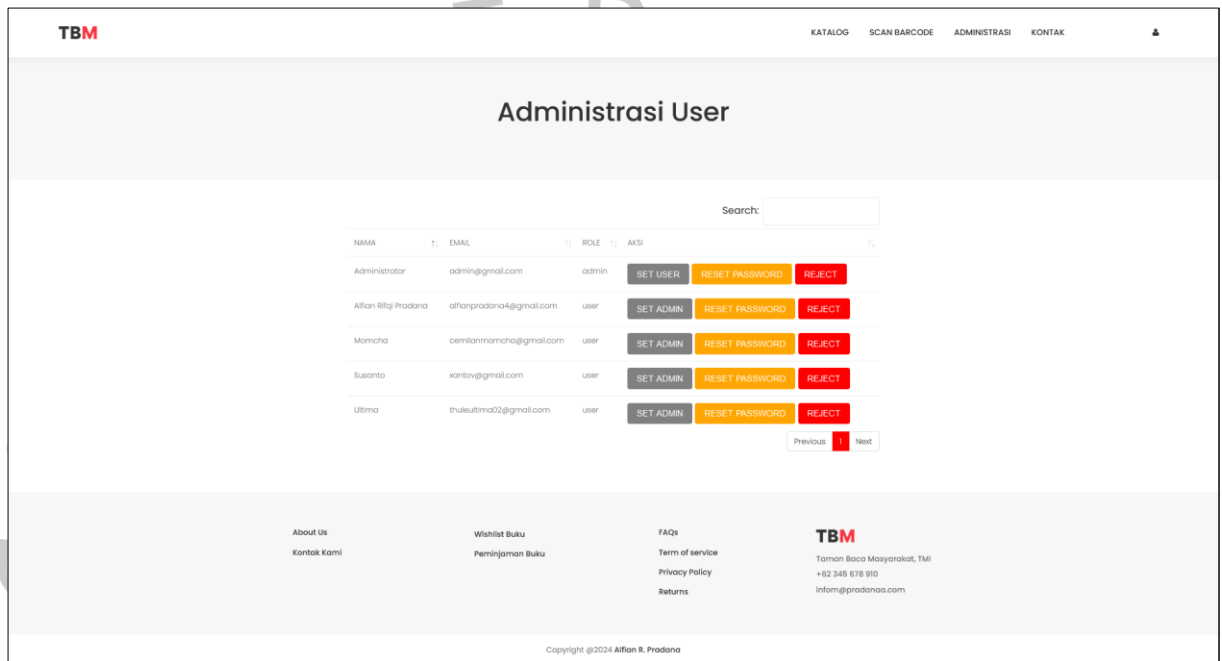 TBM KATALOG SCAN BARCODE ADMINISTRASI KONTAK
Administrasi User
Search:
NAMA EMAIL ROLE AKSI
Administrator admin@gmail.com admin SET USER RESET PASSWORD REJECT
Alfian Rifqi Pradana alfianpradana4@gmail.com user SET ADMIN RESET PASSWORD REJECT
Momcha cemilanmomcha@gmail.com user SET ADMIN RESET PASSWORD REJECT
Susanto xantov@gmail.com user SET ADMIN RESET PASSWORD REJECT
Ultima thuleultima02@gmail.com user SET ADMIN RESET PASSWORD REJECT
Previous 1 Next
About Us
Kontak Kami
Wishlist Buku
Peminjaman Buku
FAQs
Term of service
Privacy Policy
Returns
TBM
Taman Baca Masyarakat, TMI
+62 345 678 910
infom@pradanaa.com
Copyright @2024 Alfian R. Pradana